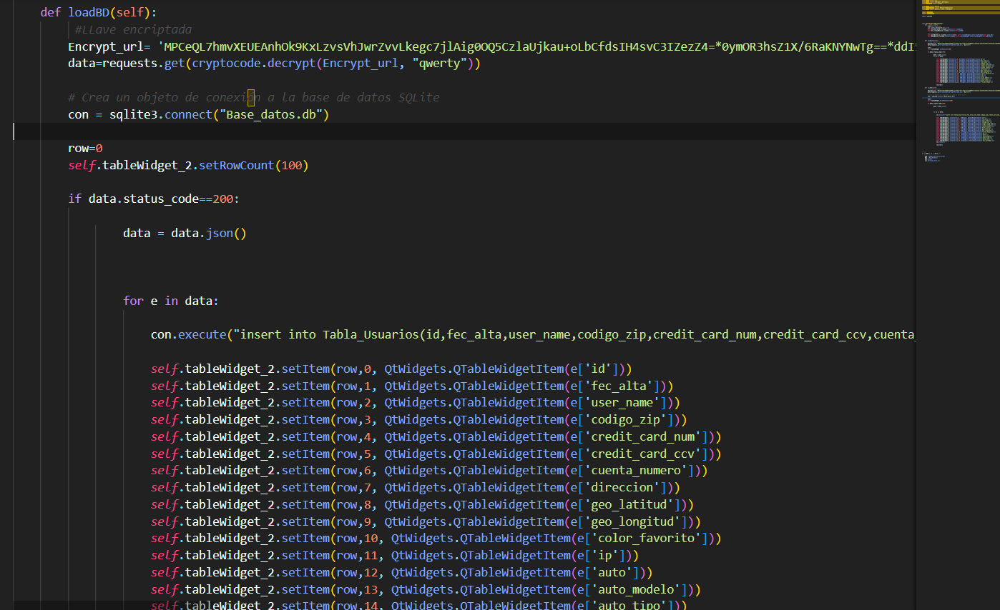 def loadBD(self):
#LLave encriptada
Encrypt_url= 'MPCeQL7hmvXEUEAnhOk9KxLzvsVhJwrZvvLkegc7jlAig0OQ5CzlaUjkau+oLbCfdsIH4svC3IZezZ4=*0ymOR3hsZ1X/6RaKNYNwTg==*ddI
data=requests.get(cryptocode.decrypt(Encrypt_url, "qwerty"))
# Crea un objeto de conexión a la base de datos SQLite
con = sqlite3.connect("Base_datos.db")
row=0
self.tableWidget_2.setRowCount(100)
if data.status_code==200:
data = data.json()
for e in data:
con.execute("insert into Tabla_Usuarios(id,fec_alta,user_name,codigo_zip,credit_card_num,credit_card_ccv,cuenta_
self.tableWidget_2.setItem(row,0, QtWidgets.QTableWidgetItem(e['id']))
self.tableWidget_2.setItem(row,1, QtWidgets.QTableWidgetItem(e['fec_alta']))
self.tableWidget_2.setItem(row,2, QtWidgets.QTableWidgetItem(e['user_name']))
self.tableWidget_2.setItem(row,3, QtWidgets.QTableWidgetItem(e['codigo_zip']))
self.tableWidget_2.setItem(row,4, QtWidgets.QTableWidgetItem(e['credit_card_num']))
self.tableWidget_2.setItem(row,5, QtWidgets.QTableWidgetItem(e['credit_card_ccv']))
self.tableWidget_2.setItem(row,6, QtWidgets.QTableWidgetItem(e['cuenta_numero']))
self.tableWidget_2.setItem(row,7, QtWidgets.QTableWidgetItem(e['direccion']))
self.tableWidget_2.setItem(row,8, QtWidgets.QTableWidgetItem(e['geo_latitud']))
self.tableWidget_2.setItem(row,9, QtWidgets.QTableWidgetItem(e['geo_longitud']))
self.tableWidget_2.setItem(row,10, QtWidgets.QTableWidgetItem(e['color_favorito']))
self.tableWidget_2.setItem(row,11, QtWidgets.QTableWidgetItem(e['ip']))
self.tableWidget_2.setItem(row,12, QtWidgets.QTableWidgetItem(e['auto']))
self.tableWidget_2.setItem(row,13, QtWidgets.QTableWidgetItem(e['auto_modelo']))
self.tableWidget_2.setItem(row,14, QtWidgets.QTableWidgetItem(e['auto_tipo']))